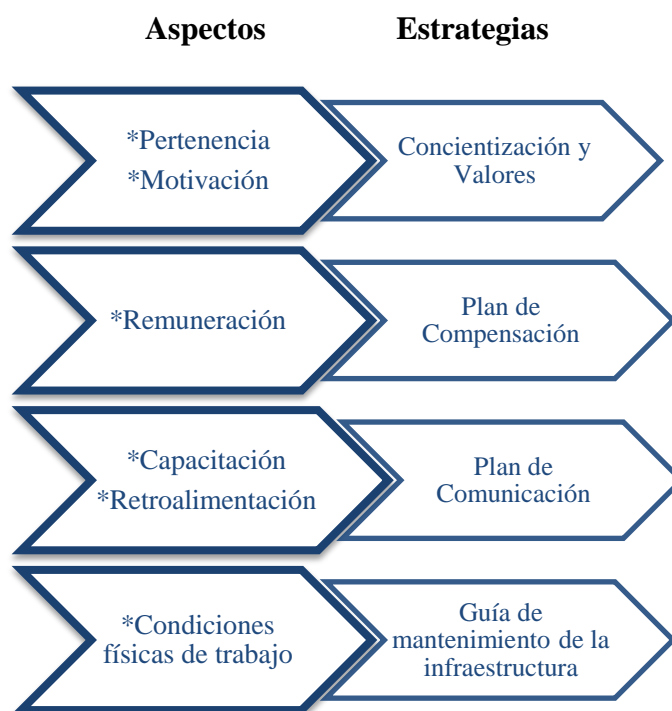 Aspectos Estrategias
*Pertenencia
*Motivación
Concientización y
Valores
*Remuneración
Plan de
Compensación
*Capacitación
*Retroalimentación
Plan de
Comunicación
*Condiciones
físicas de trabajo
Guía de
mantenimiento de la
infraestructura